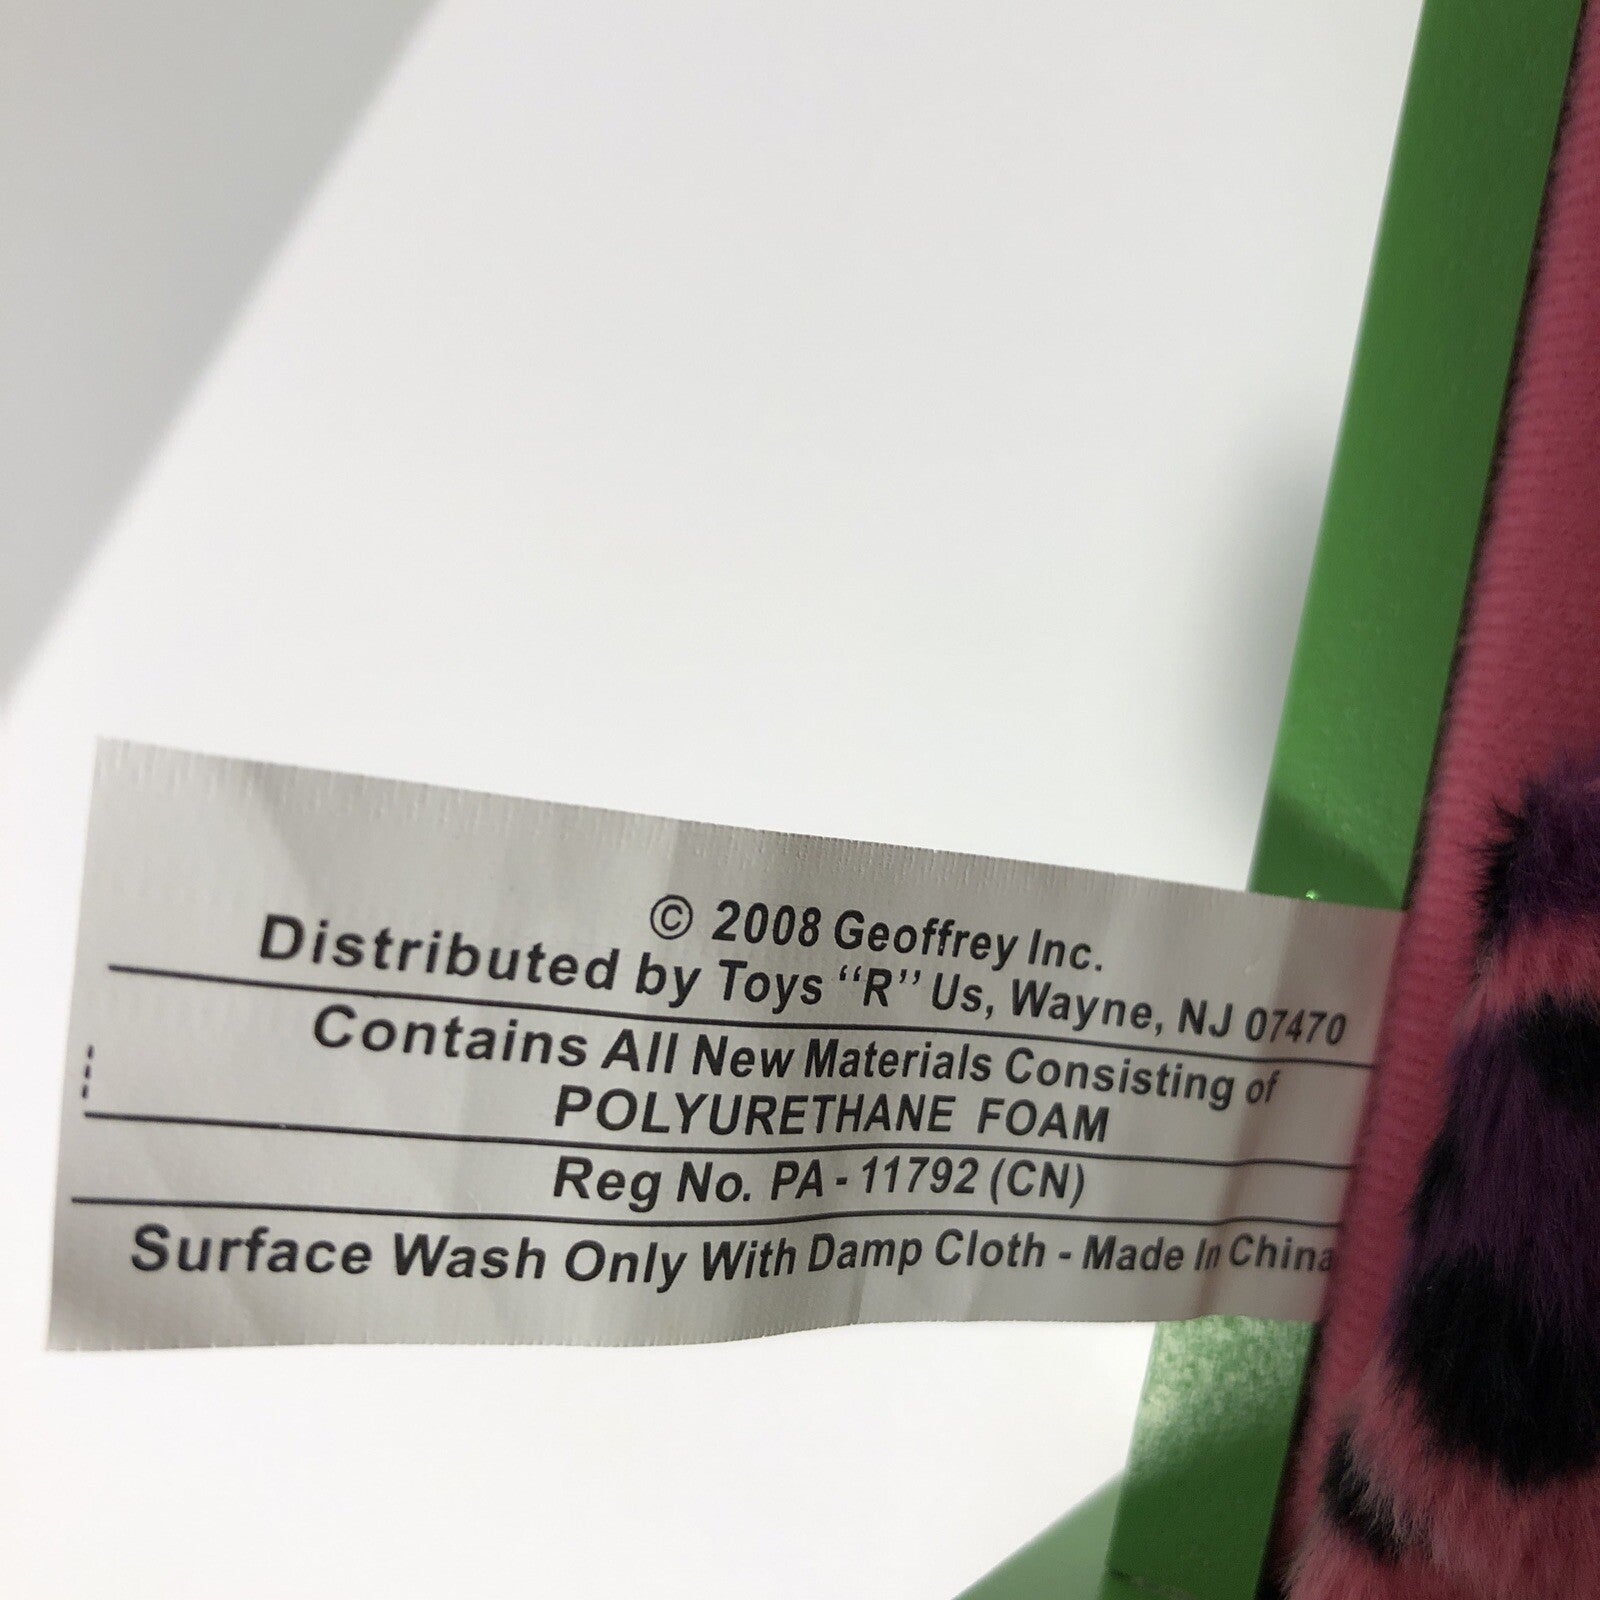 © 2008 Geoffrey Inc.
Distributed by Toys “R” Us, Wayne, NJ 07470
Contains All New Materials Consisting of
POLYURETHANE FOAM
Reg No. PA - 11792 (CN)
Surface Wash Only With Damp Cloth - Made In China